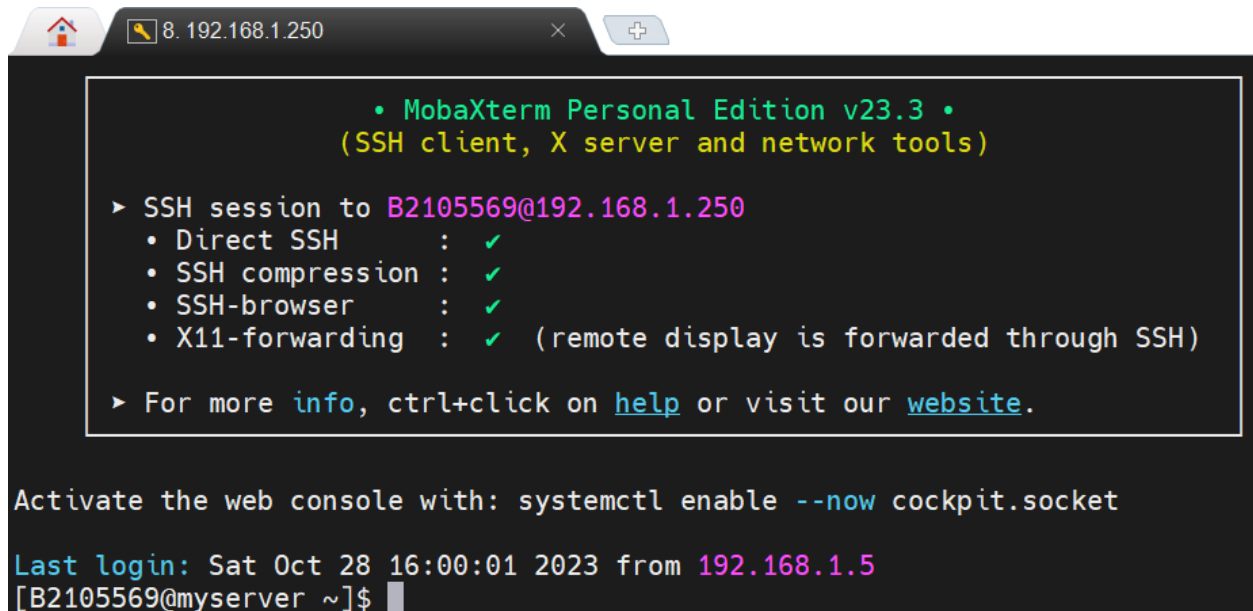 8. 192.168.1.250
• MobaXterm Personal Edition v23.3 •
(SSH client, X server and network tools)
➤ SSH session to B2105569@192.168.1.250
• Direct SSH : ✔
• SSH compression : ✔
• SSH-browser : ✔
• X11-forwarding : ✔ (remote display is forwarded through SSH)
➤ For more info, ctrl+click on help or visit our website.
Activate the web console with: systemctl enable --now cockpit.socket
Last login: Sat Oct 28 16:00:01 2023 from 192.168.1.5
[B2105569@myserver ~]$